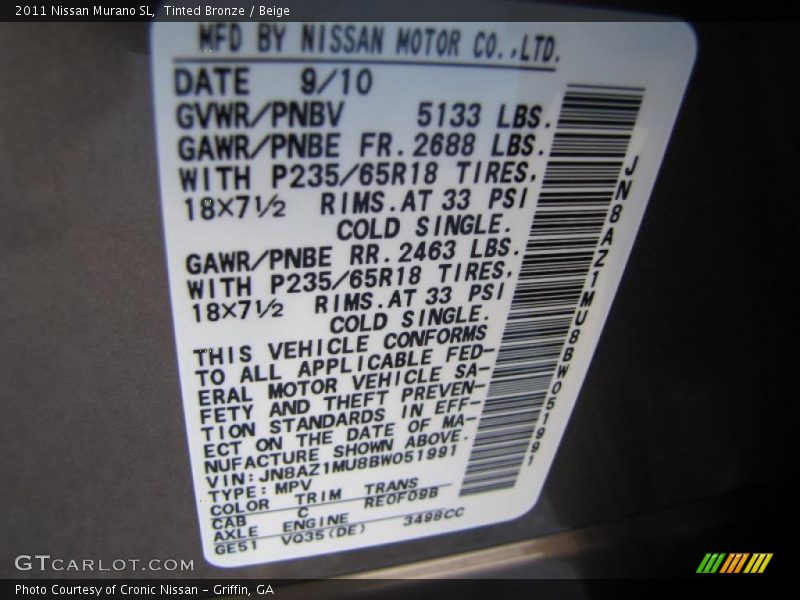 2011 Nissan Murano SL, Tinted Bronze / Beige
MFD BY NISSAN MOTOR CO.,LTD.
DATE 9/10
GVWR/PNBV 5133 LBS.
GAWR/PNBE FR. 2688 LBS.
WITH P235/65R18 TIRES,
18×7½ RIMS.AT 33 PSI
COLD SINGLE.
GAWR/PNBE RR. 2463 LBS.
WITH P235/65R18 TIRES,
18×7½ RIMS.AT 33 PSI
COLD SINGLE.
THIS VEHICLE CONFORMS
TO ALL APPLICABLE FED-
ERAL MOTOR VEHICLE SA-
FETY AND THEFT PREVEN-
TION STANDARDS IN EFF-
ECT ON THE DATE OF MA-
NUFACTURE SHOWN ABOVE.
VIN:JN8AZ1MU8BW051991
TYPE:MPV
COLOR TRIM TRANS
CAB C RE0F09B
AXLE ENGINE 3498CC
GE51 VQ35(DE)
JN8AZ1MU8BW051991
GTCARLOT.COM
Photo Courtesy of Cronic Nissan – Griffin, GA